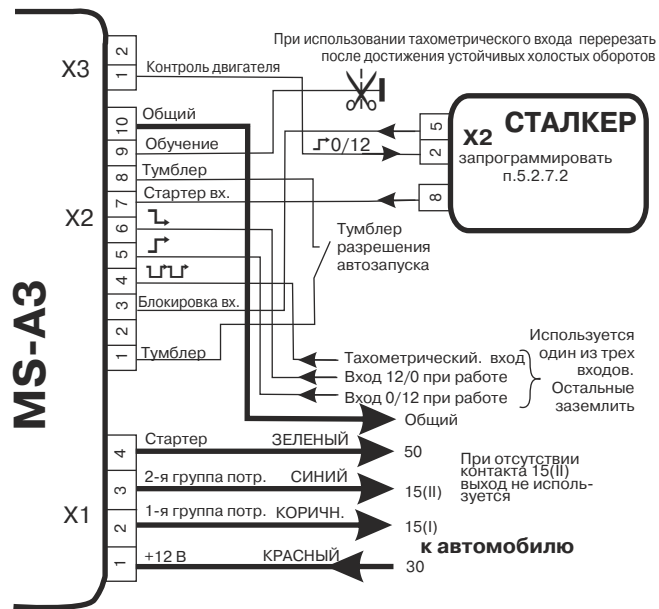 При использовании тахометрического входа перерезать
после достижения устойчивых холостых оборотов
MS-A3
X3
2
1
Контроль двигателя
X2
10
Общий
9
Обучение
8
Тумблер
7
Стартер вх.
6
5
4
3
Блокировка вх.
2
1
Тумблер
0/12
5
2
8
X2 СТАЛКЕР
запрограммировать
п.5.2.7.2
Тумблер
разрешения
автозапуска
Тахометрический. вход
Вход 12/0 при работе
Вход 0/12 при работе
Общий
Используется
один из трех
входов.
Остальные
заземлить
X1
4
Стартер ЗЕЛЕНЫЙ 50
3
2-я группа потр. СИНИЙ 15(II)
2
1-я группа потр. КОРИЧН. 15(I)
1
+12 В КРАСНЫЙ 30
При отсутствии
контакта 15(II)
выход не исполь-
зуется
к автомобилю